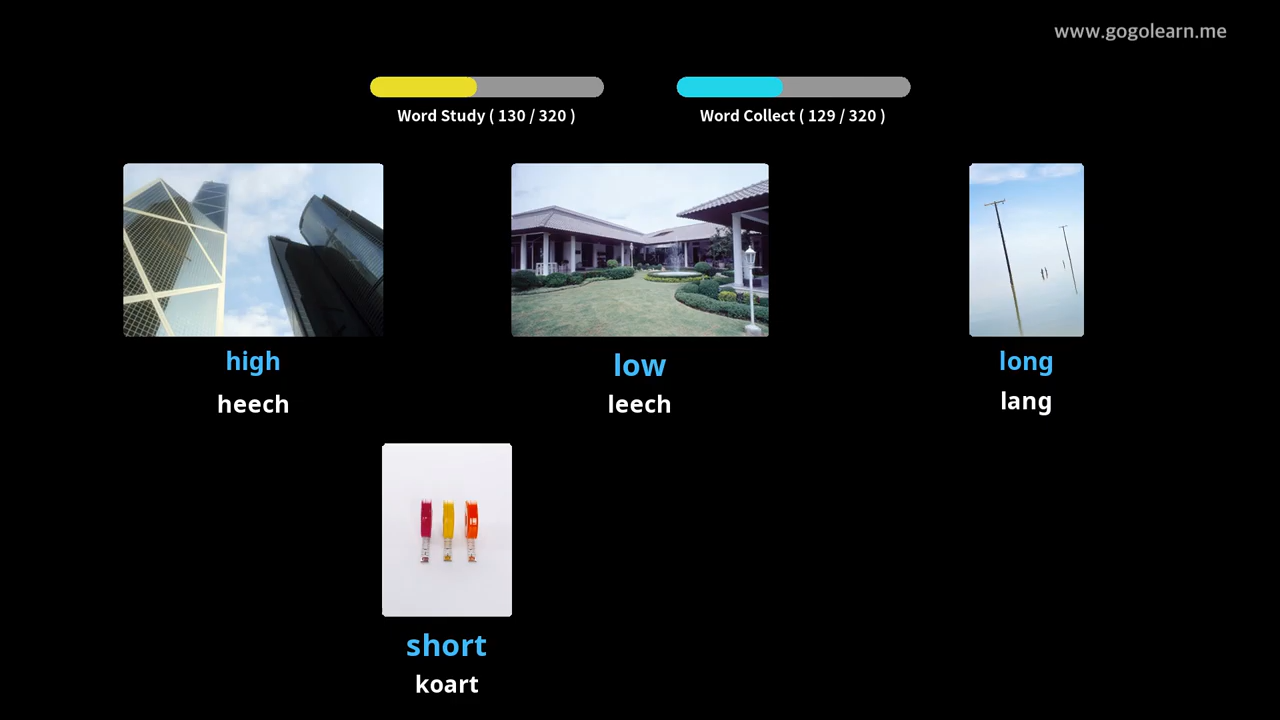 www.gogolearn.me
Word Study ( 130 / 320 )
Word Collect ( 129 / 320 )
high
heech
low
leech
long
lang
short
koart